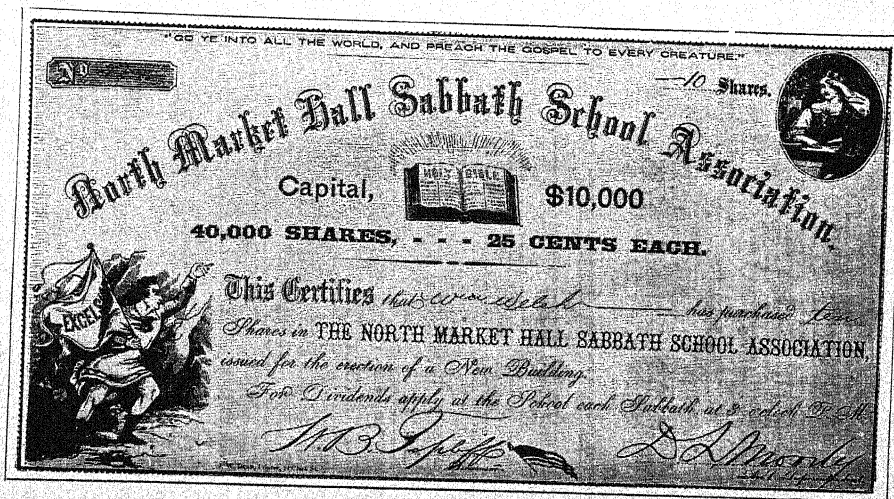 "GO YE INTO ALL THE WORLD, AND PREACH THE GOSPEL TO EVERY CREATURE."
No
10 Shares.
North Market Hall Sabbath School Association.
HOLY BIBLE
Capital, $10,000
40,000 SHARES, - - - 25 CENTS EACH.
EXCELS
This Certifies that Wm Welsh has purchased Ten
Shares in THE NORTH MARKET HALL SABBATH SCHOOL ASSOCIATION,
issued for the erection of a New Building.
For Dividends apply at the School each Sabbath at 3 o'clock P. M.
D L Moody